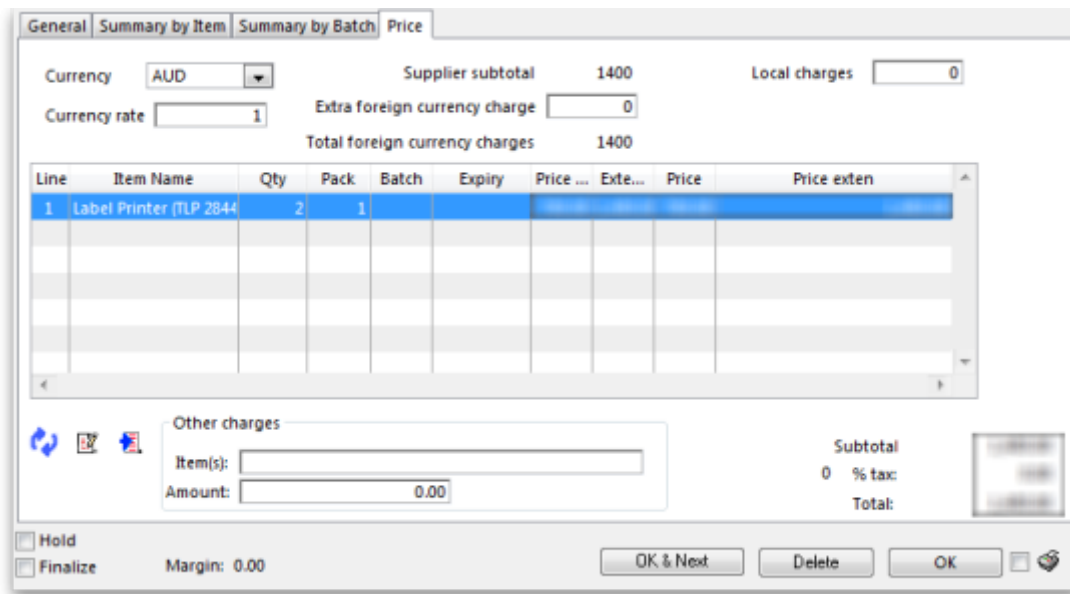 General Summary by Item Summary by Batch Price
Currency AUD Supplier subtotal 1400 Local charges 0
Currency rate 1 Extra foreign currency charge 0
Total foreign currency charges 1400
Line Item Name Qty Pack Batch Expiry Price ... Exte... Price Price exten
1 Label Printer (TLP 2844 2 1
Other charges
Item(s):
Amount: 0.00
Subtotal
0 % tax:
Total:
Hold
Finalize Margin: 0.00 OK & Next Delete OK